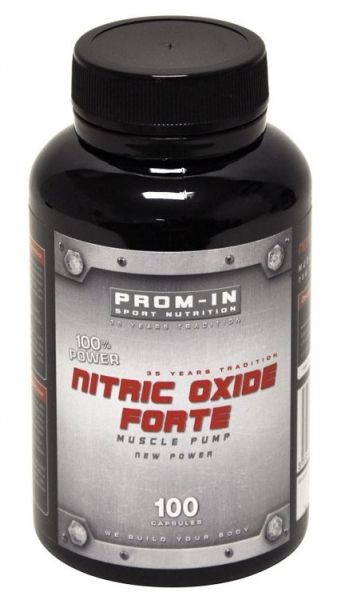 PROM-IN
SPORT NUTRITION
35 YEARS TRADITION
100%
POWER
35 YEARS TRADITION
NITRIC OXIDE
FORTE
MUSCLE PUMP
NEW POWER
100
CAPSULES
WE BUILD YOUR BODY